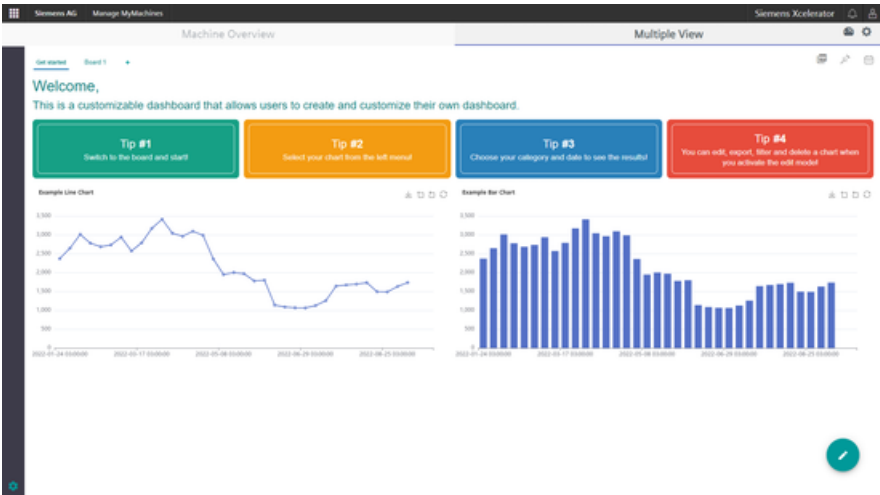 Siemens AG Manage MyMachines Siemens Xcelerator
Machine Overview Multiple View
Get started Board 1 +
Welcome,
This is a customizable dashboard that allows users to create and customize their own dashboard.
Tip #1
Switch to the board and start!
Tip #2
Select your chart from the left menu!
Tip #3
Choose your category and date to see the results!
Tip #4
You can edit, export, filter and delete a chart when
you activate the edit mode!
Example Line Chart
3,500
3,000
2,500
2,000
1,500
1,000
500
0
2022-01-24 03:00:00 2022-03-17 03:00:00 2022-05-08 03:00:00 2022-06-29 03:00:00 2022-08-25 03:00:00
Example Bar Chart
3,500
3,000
2,500
2,000
1,500
1,000
500
0
2022-01-24 03:00:00 2022-03-17 03:00:00 2022-05-08 03:00:00 2022-06-29 03:00:00 2022-08-25 03:00:00